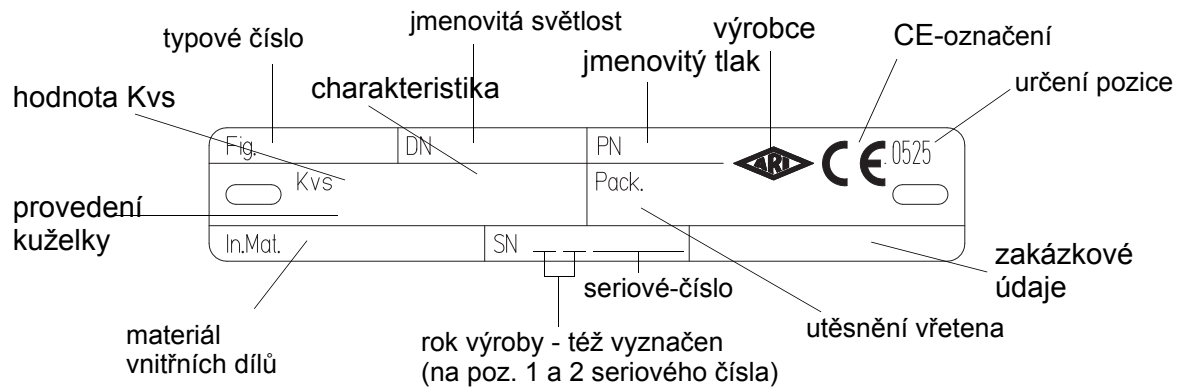 jmenovitá světlost
výrobce
CE-označení
typové číslo
jmenovitý tlak
určení pozice
hodnota Kvs
charakteristika
Fig.
DN
PN
ARI
CE
.0525
Kvs
Pack.
provedení
kuželky
In.Mat.
SN
zakázkové
údaje
seriové-číslo
utěsnění vřetena
materiál
vnitřních dílů
rok výroby - též vyznačen
(na poz. 1 a 2 seriového čísla)